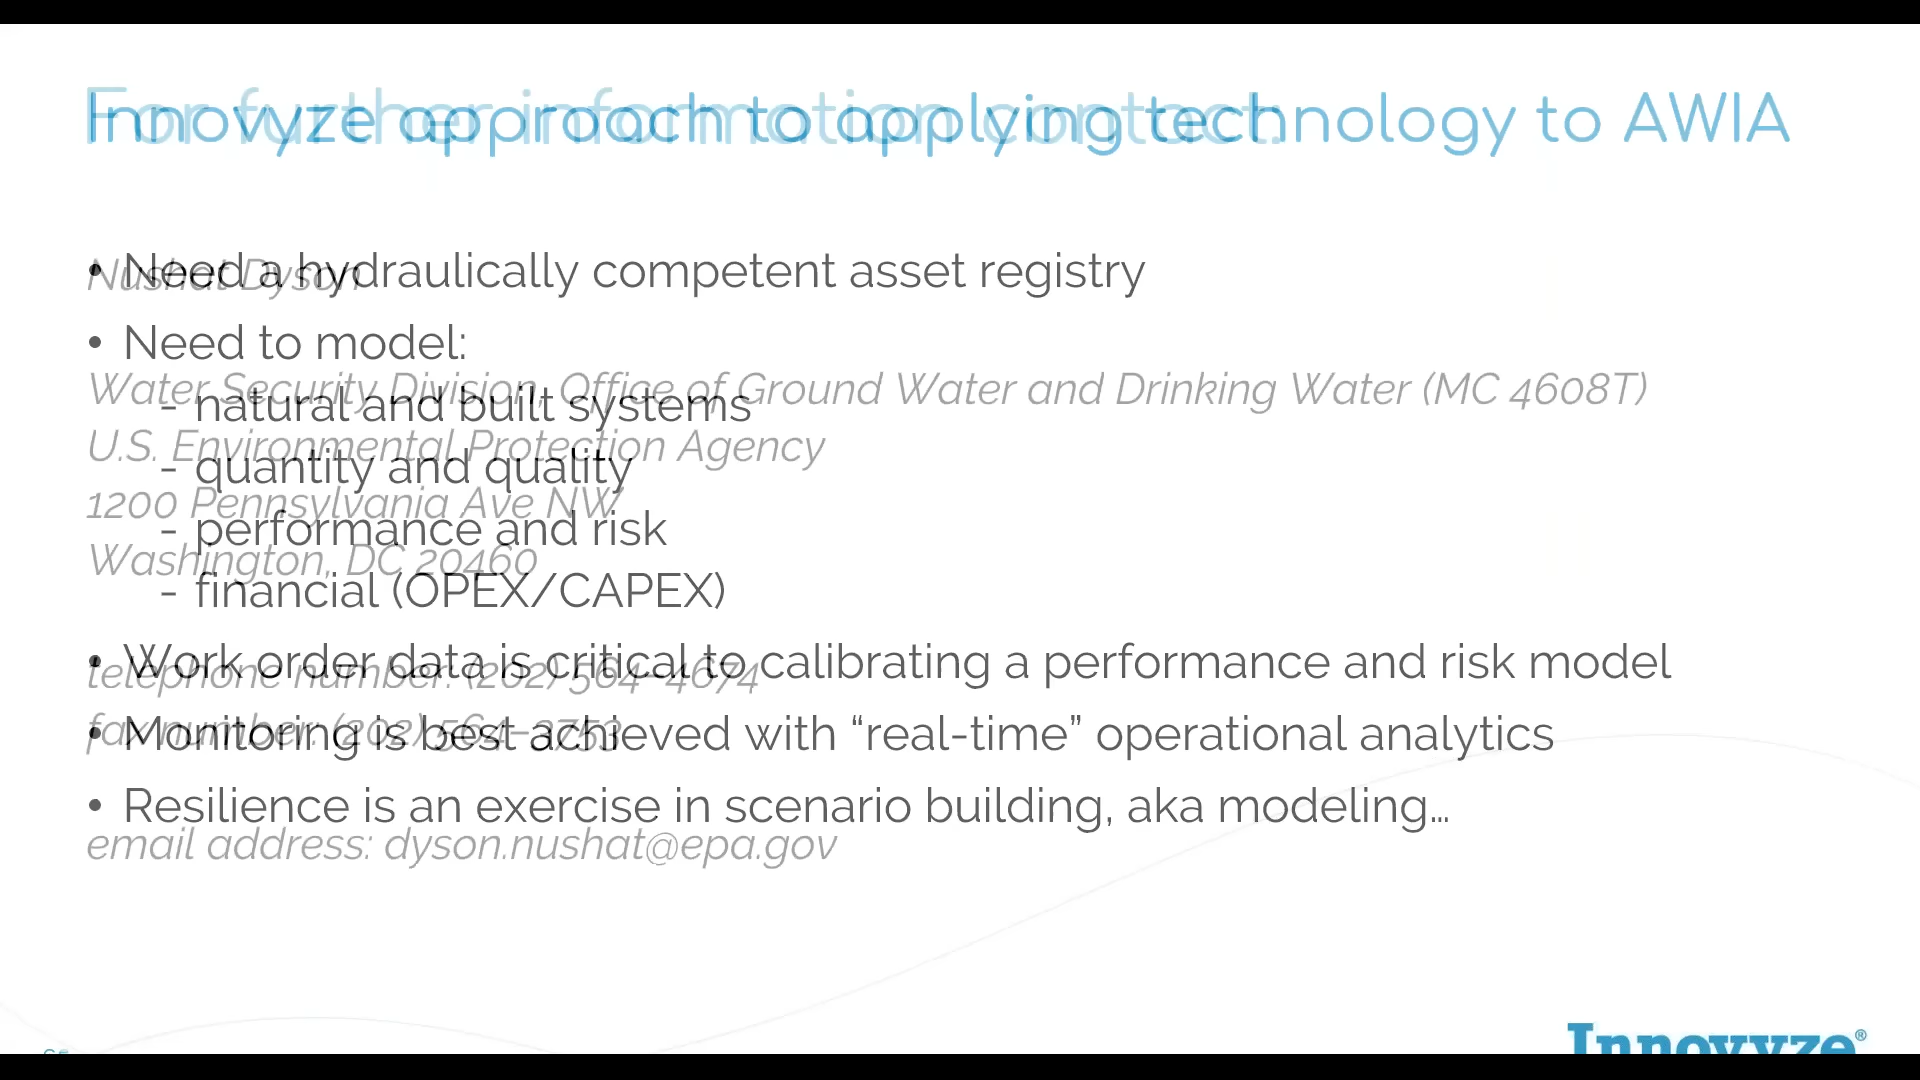 Innovyze approach to applying technology to AWIA
For further information contact:
• Need a hydraulically competent asset registry
Nushat Dyson
• Need to model:
Water Security Division, Office of Ground Water and Drinking Water (MC 4608T)
- natural and built systems
U.S. Environmental Protection Agency
- quantity and quality
1200 Pennsylvania Ave NW
- performance and risk
Washington, DC 20460
- financial (OPEX/CAPEX)
• Work order data is critical to calibrating a performance and risk model
telephone number: (202) 564-4674
• Monitoring is best achieved with “real-time” operational analytics
fax number: (202) 564-3753
• Resilience is an exercise in scenario building, aka modeling…
email address: dyson.nushat@epa.gov
Innovyze®